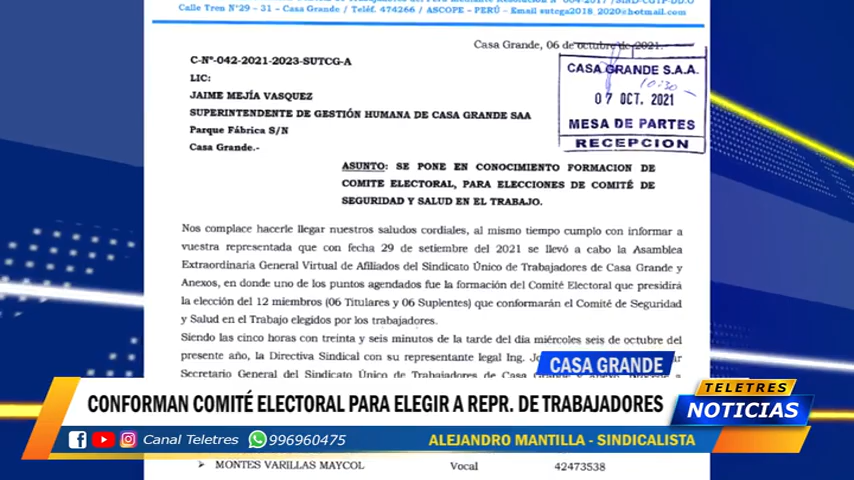 Calle Tren N°29 – 31 – Casa Grande / Teléf. 474266 / ASCOPE – PERÚ – Email sutcga2018_2020@hotmail.com
Casa Grande, 06 de octubre de 2021.
C-Nº-042-2021-2023-SUTCG-A
LIC:
JAIME MEJÍA VASQUEZ
SUPERINTENDENTE DE GESTIÓN HUMANA DE CASA GRANDE SAA
Parque Fábrica S/N
Casa Grande.-
CASA GRANDE S.A.A.
10:30
07 OCT. 2021
MESA DE PARTES
RECEPCION
ASUNTO: SE PONE EN CONOCIMIENTO FORMACION DE
COMITE ELECTORAL, PARA ELECCIONES DE COMITÉ DE
SEGURIDAD Y SALUD EN EL TRABAJO.
Nos complace hacerle llegar nuestros saludos cordiales, al mismo tiempo cumplo con informar a
vuestra representada que con fecha 29 de setiembre del 2021 se llevó a cabo la Asamblea
Extraordinaria General Virtual de Afiliados del Sindicato Único de Trabajadores de Casa Grande y
Anexos, en donde uno de los puntos agendados fue la formación del Comité Electoral que presidirá
la elección del 12 miembros (06 Titulares y 06 Suplentes) que conformarán el Comité de Seguridad
y Salud en el Trabajo elegidos por los trabajadores.
Siendo las cinco horas con treinta y seis minutos de la tarde del día miércoles seis de octubre del
presente año, la Directiva Sindical con su representante legal Ing.
Secretario General del Sindicato Único de Trabajadores de Casa Grande
CASA GRANDE
CONFORMAN COMITÉ ELECTORAL PARA ELEGIR A REPR. DE TRABAJADORES
TELETRES
NOTICIAS
Canal Teletres 996960475
ALEJANDRO MANTILLA - SINDICALISTA
MONTES VARILLAS MAYCOL Vocal 42473538